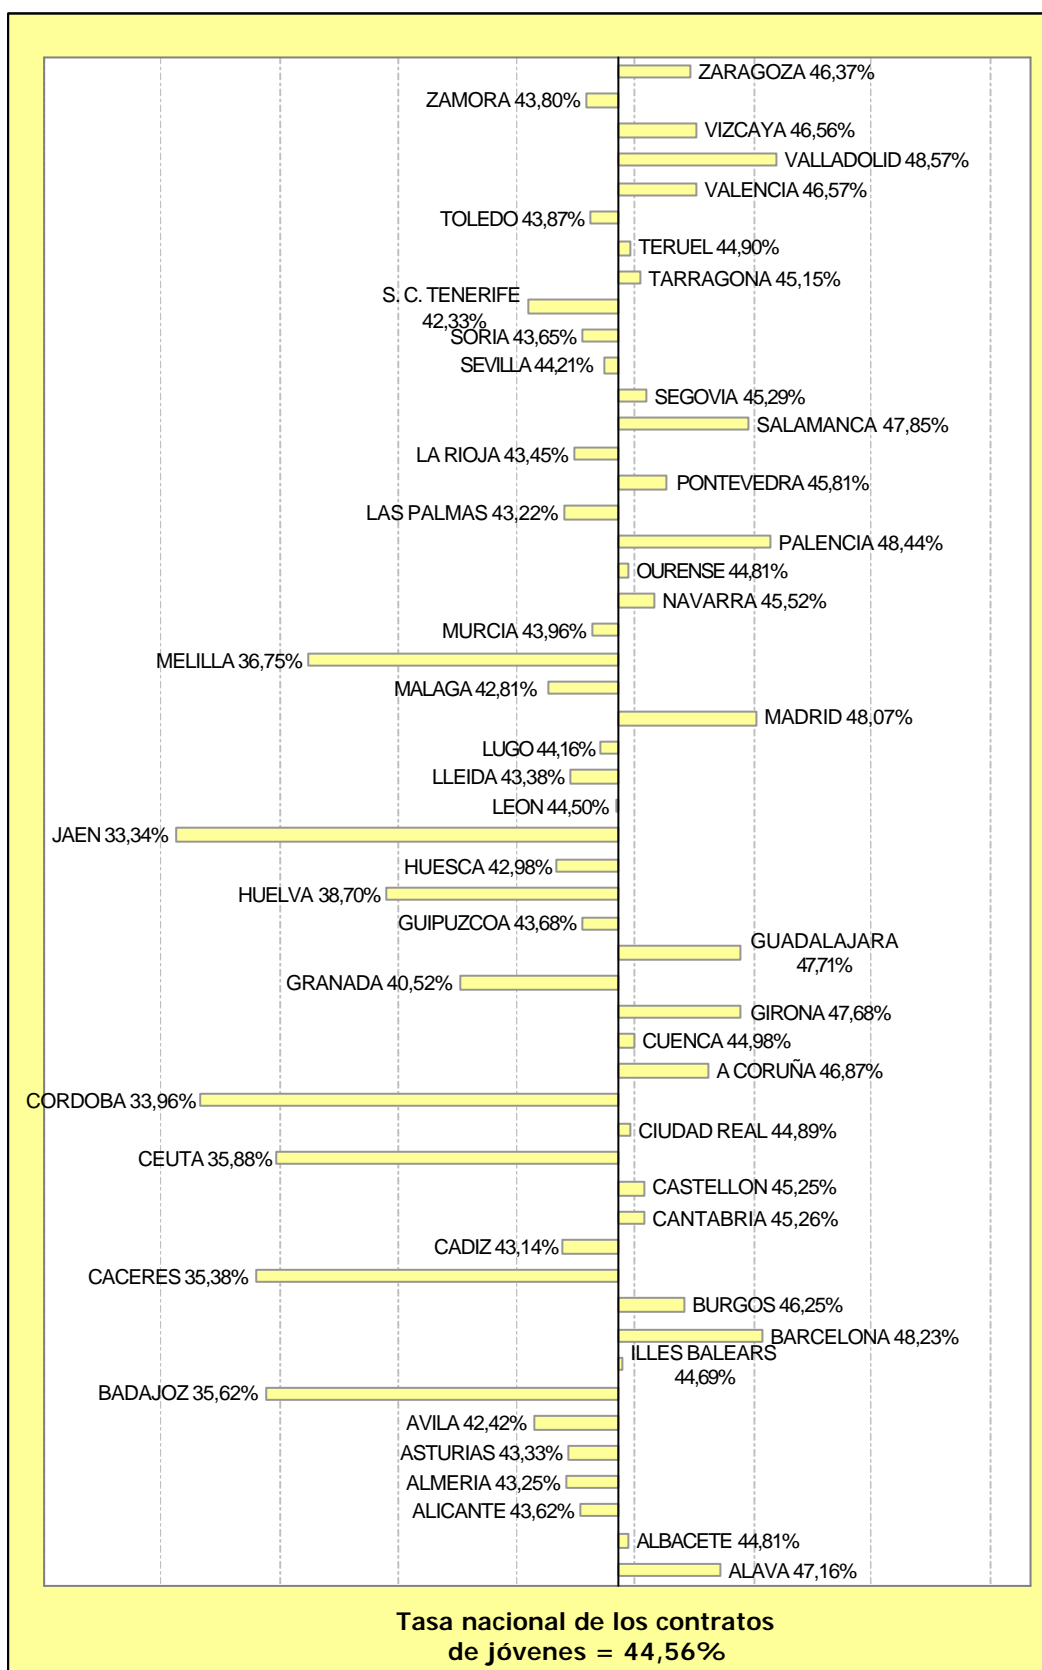 ZARAGOZA 46,37%
ZAMORA 43,80%
VIZCAYA 46,56%
VALLADOLID 48,57%
VALENCIA 46,57%
TOLEDO 43,87%
TERUEL 44,90%
TARRAGONA 45,15%
S. C. TENERIFE
42,33%
SORIA 43,65%
SEVILLA 44,21%
SEGOVIA 45,29%
SALAMANCA 47,85%
LA RIOJA 43,45%
PONTEVEDRA 45,81%
LAS PALMAS 43,22%
PALENCIA 48,44%
OURENSE 44,81%
NAVARRA 45,52%
MURCIA 43,96%
MELILLA 36,75%
MALAGA 42,81%
MADRID 48,07%
LUGO 44,16%
LLEIDA 43,38%
LEON 44,50%
JAEN 33,34%
HUESCA 42,98%
HUELVA 38,70%
GUIPUZCOA 43,68%
GUADALAJARA
47,71%
GRANADA 40,52%
GIRONA 47,68%
CUENCA 44,98%
A CORUÑA 46,87%
CORDOBA 33,96%
CIUDAD REAL 44,89%
CEUTA 35,88%
CASTELLON 45,25%
CANTABRIA 45,26%
CADIZ 43,14%
CACERES 35,38%
BURGOS 46,25%
BARCELONA 48,23%
ILLES BALEARS
44,69%
BADAJOZ 35,62%
AVILA 42,42%
ASTURIAS 43,33%
ALMERIA 43,25%
ALICANTE 43,62%
ALBACETE 44,81%
ALAVA 47,16%
Tasa nacional de los contratos
de jóvenes = 44,56%